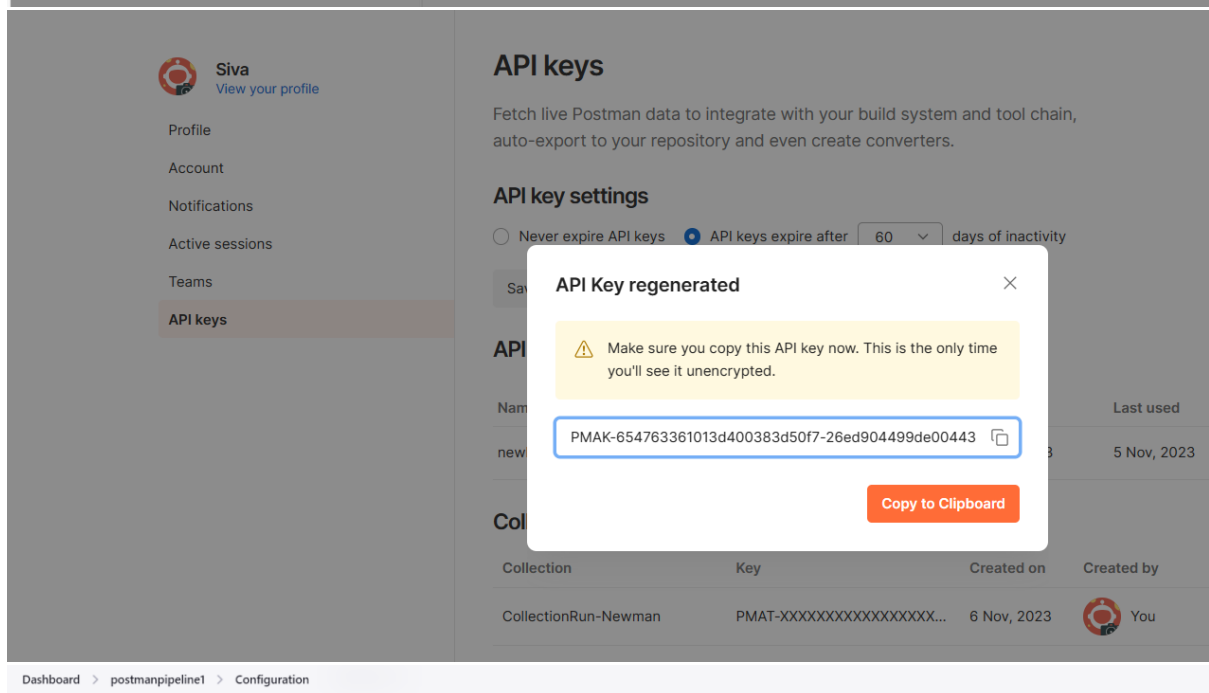 Siva
View your profile
Profile
Account
Notifications
Active sessions
Teams
API keys
API keys
Fetch live Postman data to integrate with your build system and tool chain,
auto-export to your repository and even create converters.
API key settings
Never expire API keys API keys expire after 60 days of inactivity
API Key regenerated
Make sure you copy this API key now. This is the only time
you'll see it unencrypted.
API
Last used
PMAK-654763361013d400383d50f7-26ed904499de00443
5 Nov, 2023
Copy to Clipboard
Collection Key Created on Created by
CollectionRun-Newman PMAT-XXXXXXXXXXXXXXXXX... 6 Nov, 2023 You
Dashboard > postmanpipeline1 > Configuration